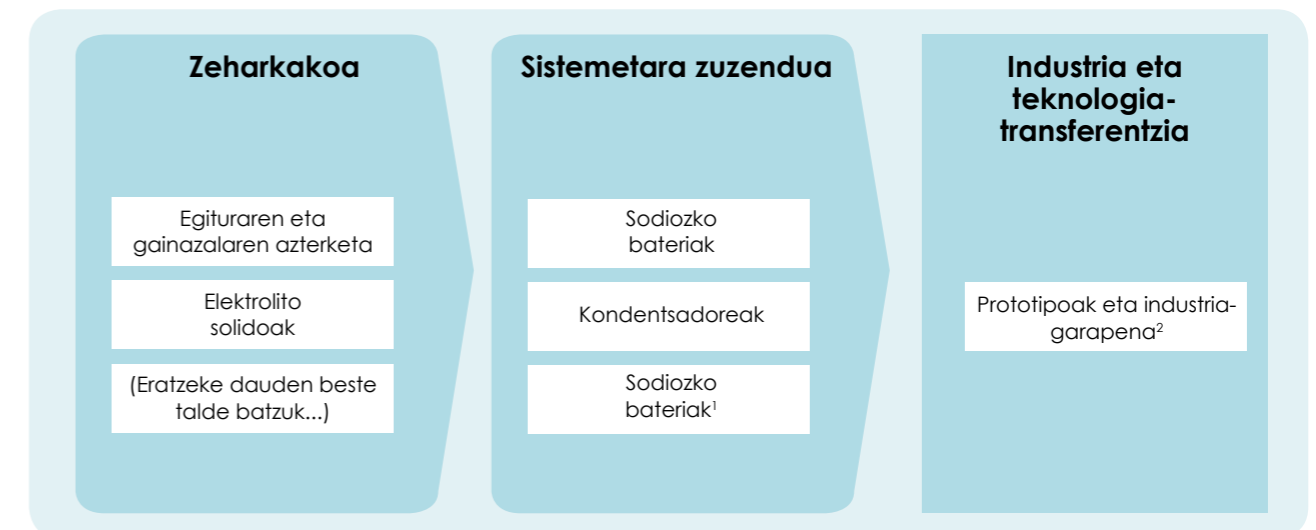 Zeharkakoa
Egituraren eta
gainazalaren azterketa
Elektrolito
solidoak
(Eratzeke dauden beste
talde batzuk...)
Sistemetara zuzendua
Sodiozko
bateriak
Kondentsadoreak
Sodiozko
bateriak¹
Industria eta
teknologia-
transferentzia
Prototipoak eta industria-
garapena²